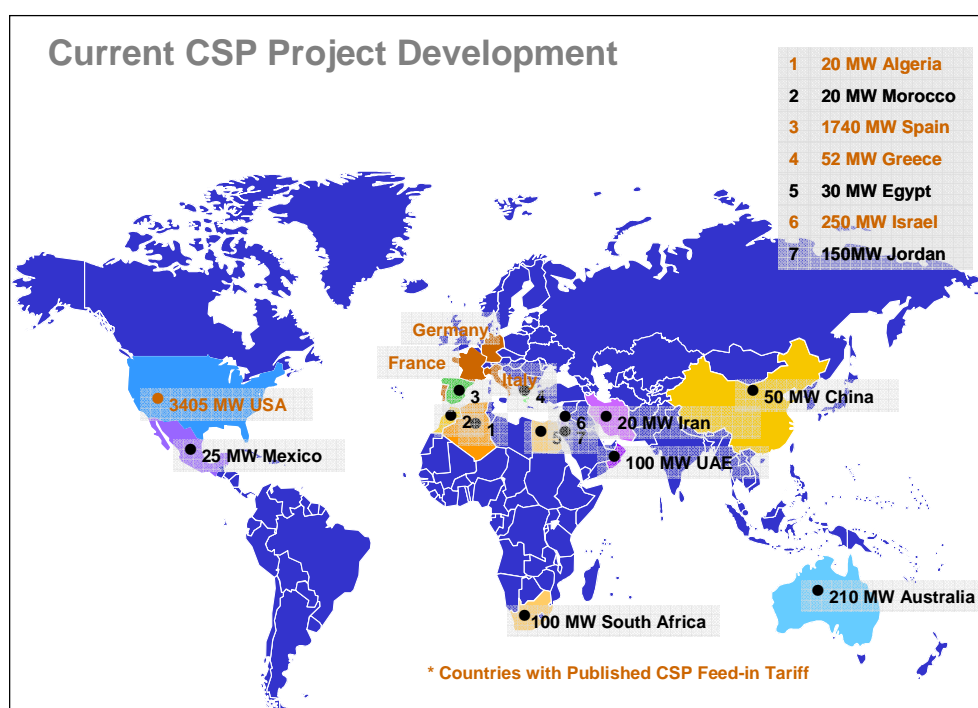 Current CSP Project Development
1 20 MW Algeria
2 20 MW Morocco
3 1740 MW Spain
4 52 MW Greece
5 30 MW Egypt
6 250 MW Israel
7 150MW Jordan
Germany
France
Italy
3
4
50 MW China
3405 MW USA
2
1
6
20 MW Iran
5
7
25 MW Mexico
100 MW UAE
210 MW Australia
100 MW South Africa
* Countries with Published CSP Feed-in Tariff